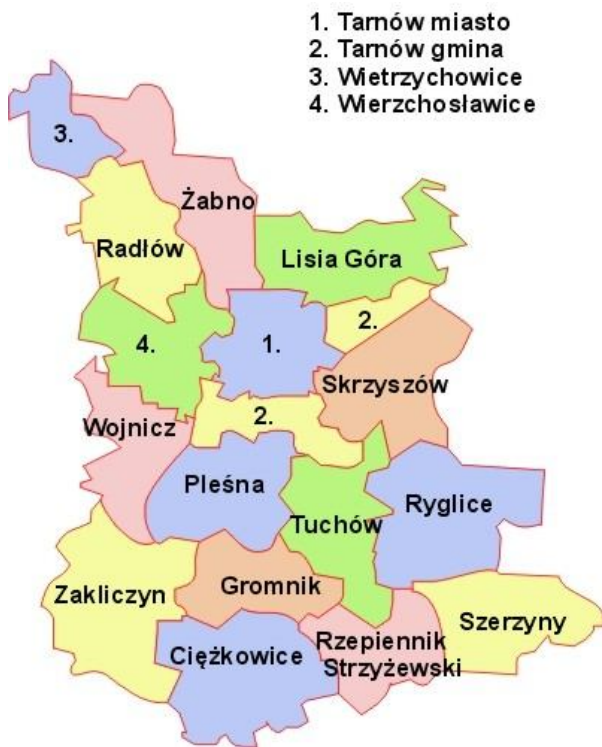 1. Tarnów miasto
2. Tarnów gmina
3. Wietrzychowice
4. Wierzchosławice
3.
Żabno
Radłów
Lisia Góra
4.
1.
2.
Skrzyszów
Wojnicz
2.
Pleśna
Ryglice
Tuchów
Zakliczyn
Gromnik
Szerzyny
Ciężkowice
Rzepiennik
Strzyżewski